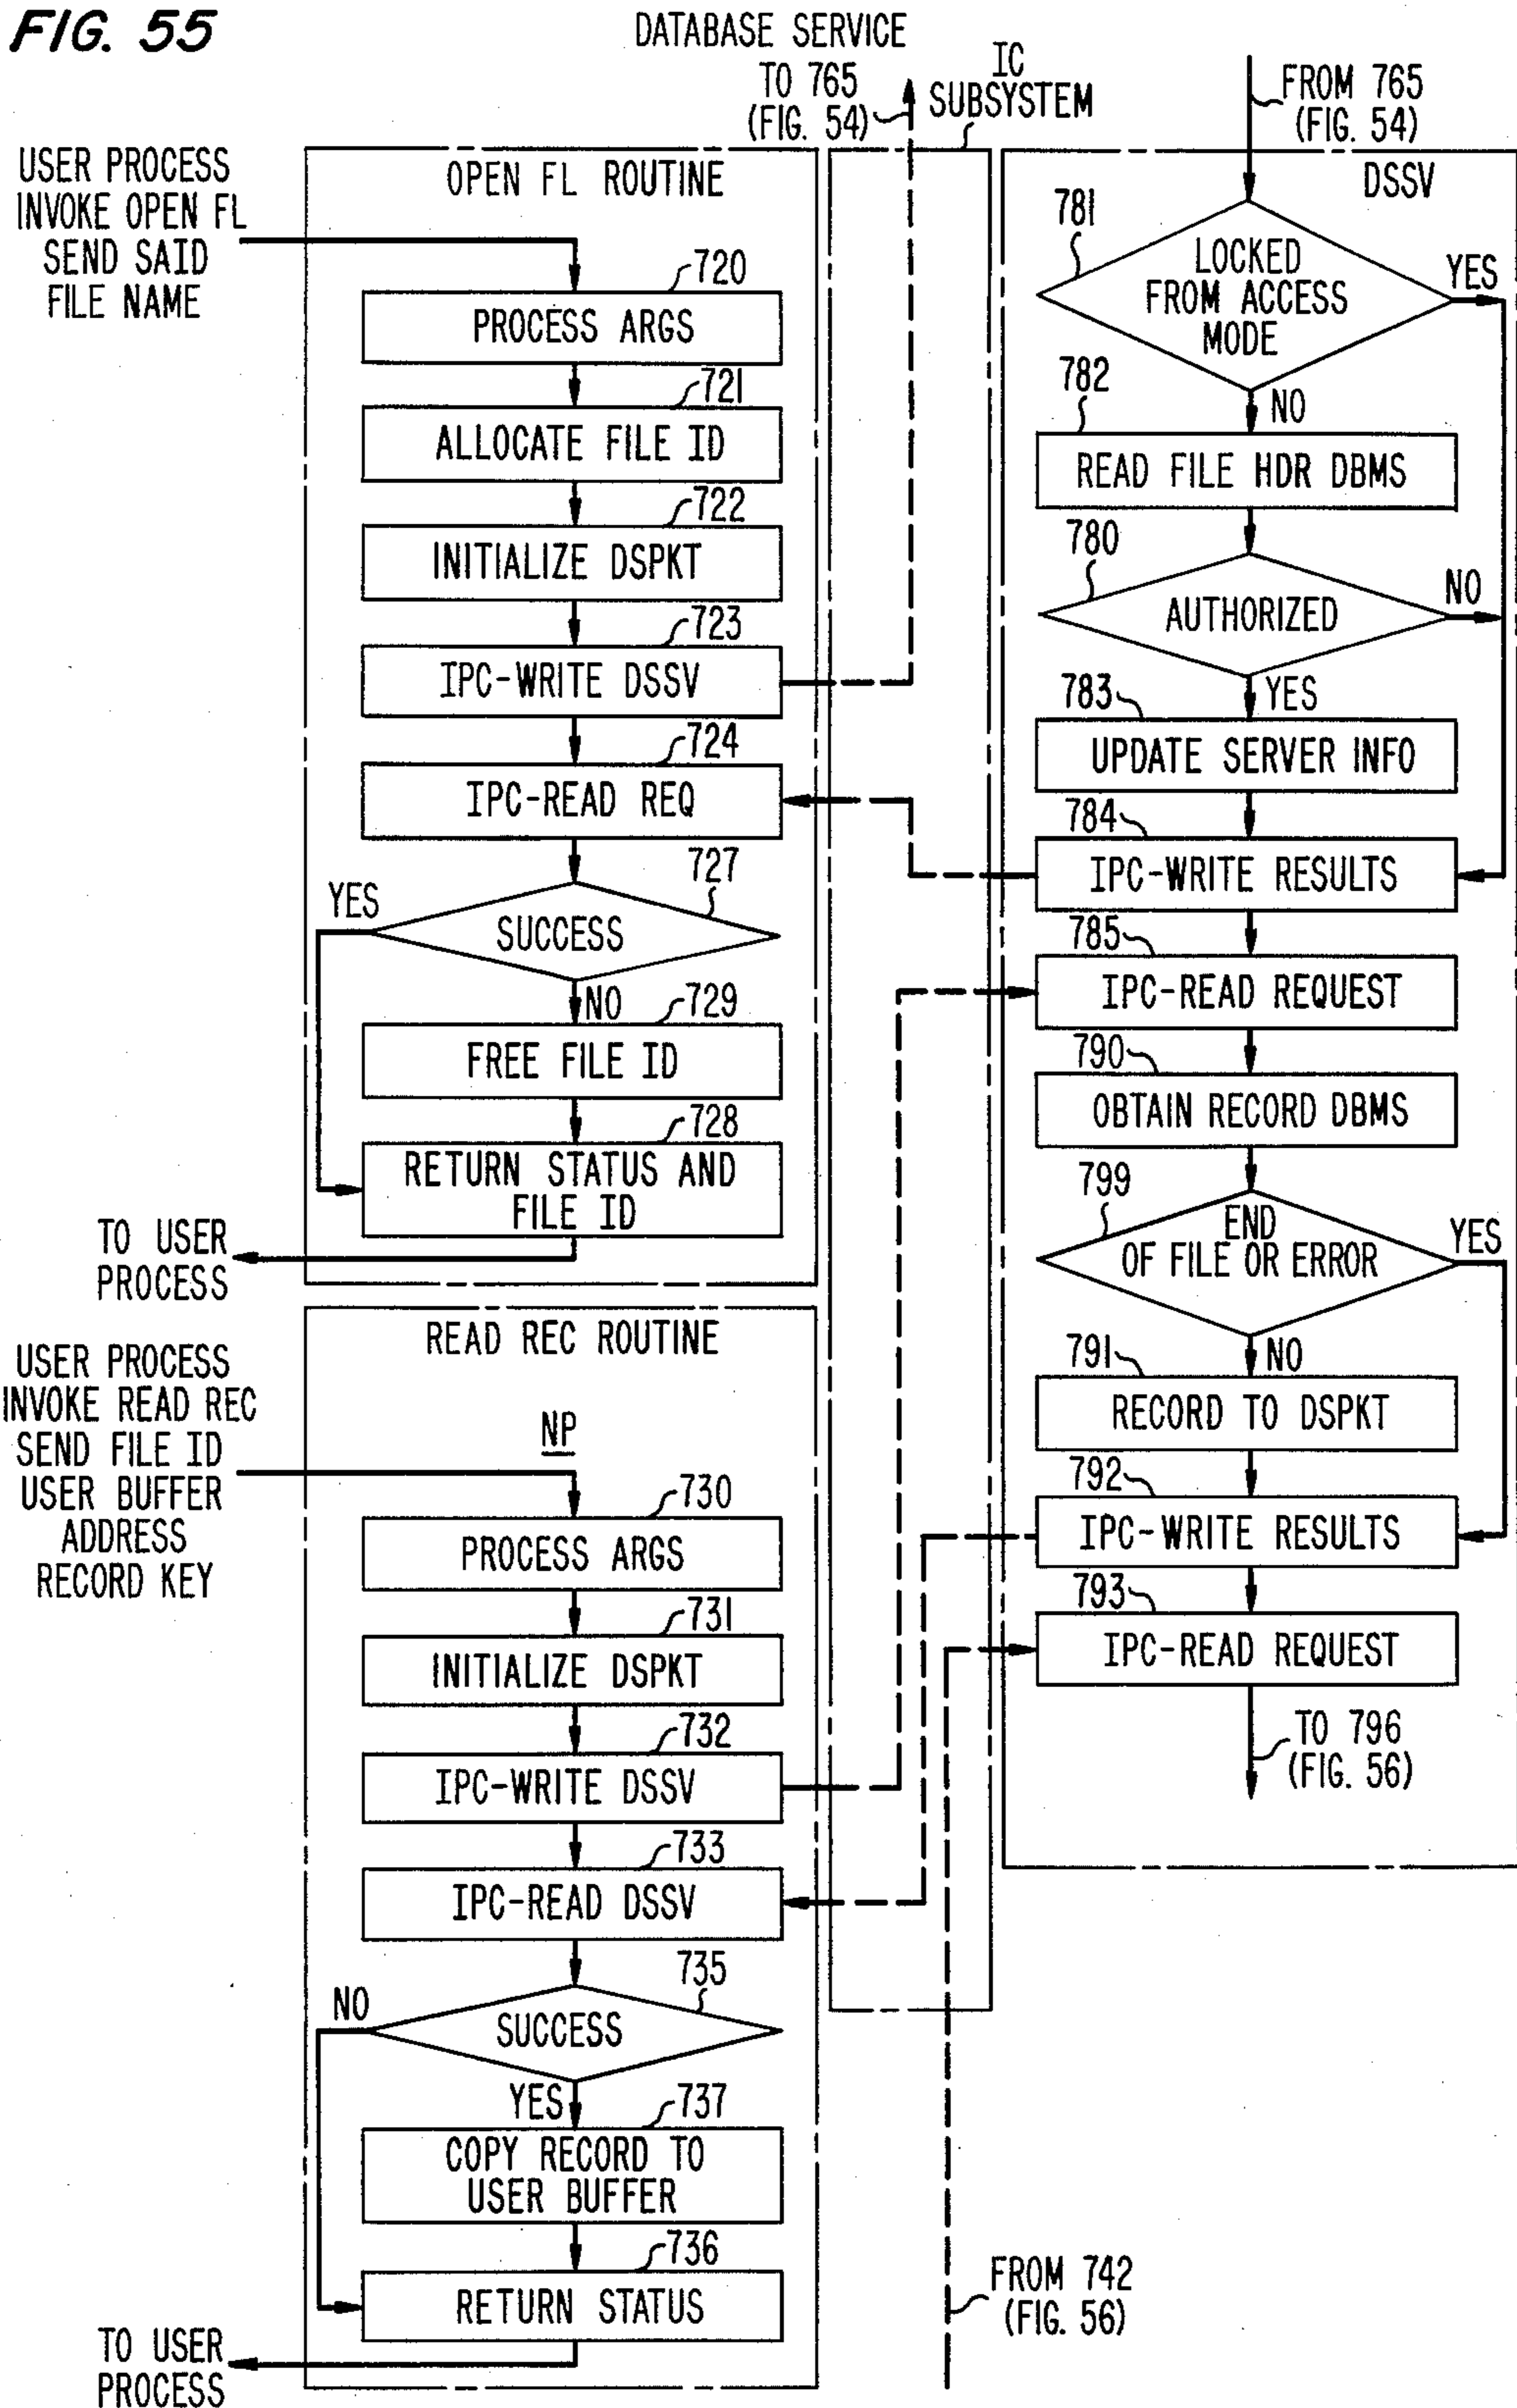 FIG. 55
DATABASE SERVICE
TO 765
(FIG. 54)
IC
SUBSYSTEM
FROM 765
(FIG. 54)
USER PROCESS
INVOKE OPEN FL
SEND SAID
FILE NAME
OPEN FL ROUTINE
720
PROCESS ARGS
721
ALLOCATE FILE ID
722
INITIALIZE DSPKT
723
IPC-WRITE DSSV
724
IPC-READ REQ
727
YES
SUCCESS
NO
729
FREE FILE ID
728
RETURN STATUS AND
FILE ID
TO USER
PROCESS
READ REC ROUTINE
USER PROCESS
INVOKE READ REC
SEND FILE ID
USER BUFFER
ADDRESS
RECORD KEY
NP
730
PROCESS ARGS
731
INITIALIZE DSPKT
732
IPC-WRITE DSSV
733
IPC-READ DSSV
735
NO
SUCCESS
YES
737
COPY RECORD TO
USER BUFFER
736
RETURN STATUS
TO USER
PROCESS
DSSV
781
LOCKED
FROM ACCESS
MODE
YES
NO
782
READ FILE HDR DBMS
780
AUTHORIZED
NO
YES
783
UPDATE SERVER INFO
784
IPC-WRITE RESULTS
785
IPC-READ REQUEST
790
OBTAIN RECORD DBMS
799
END
OF FILE OR ERROR
YES
NO
791
RECORD TO DSPKT
792
IPC-WRITE RESULTS
793
IPC-READ REQUEST
TO 796
(FIG. 56)
FROM 742
(FIG. 56)